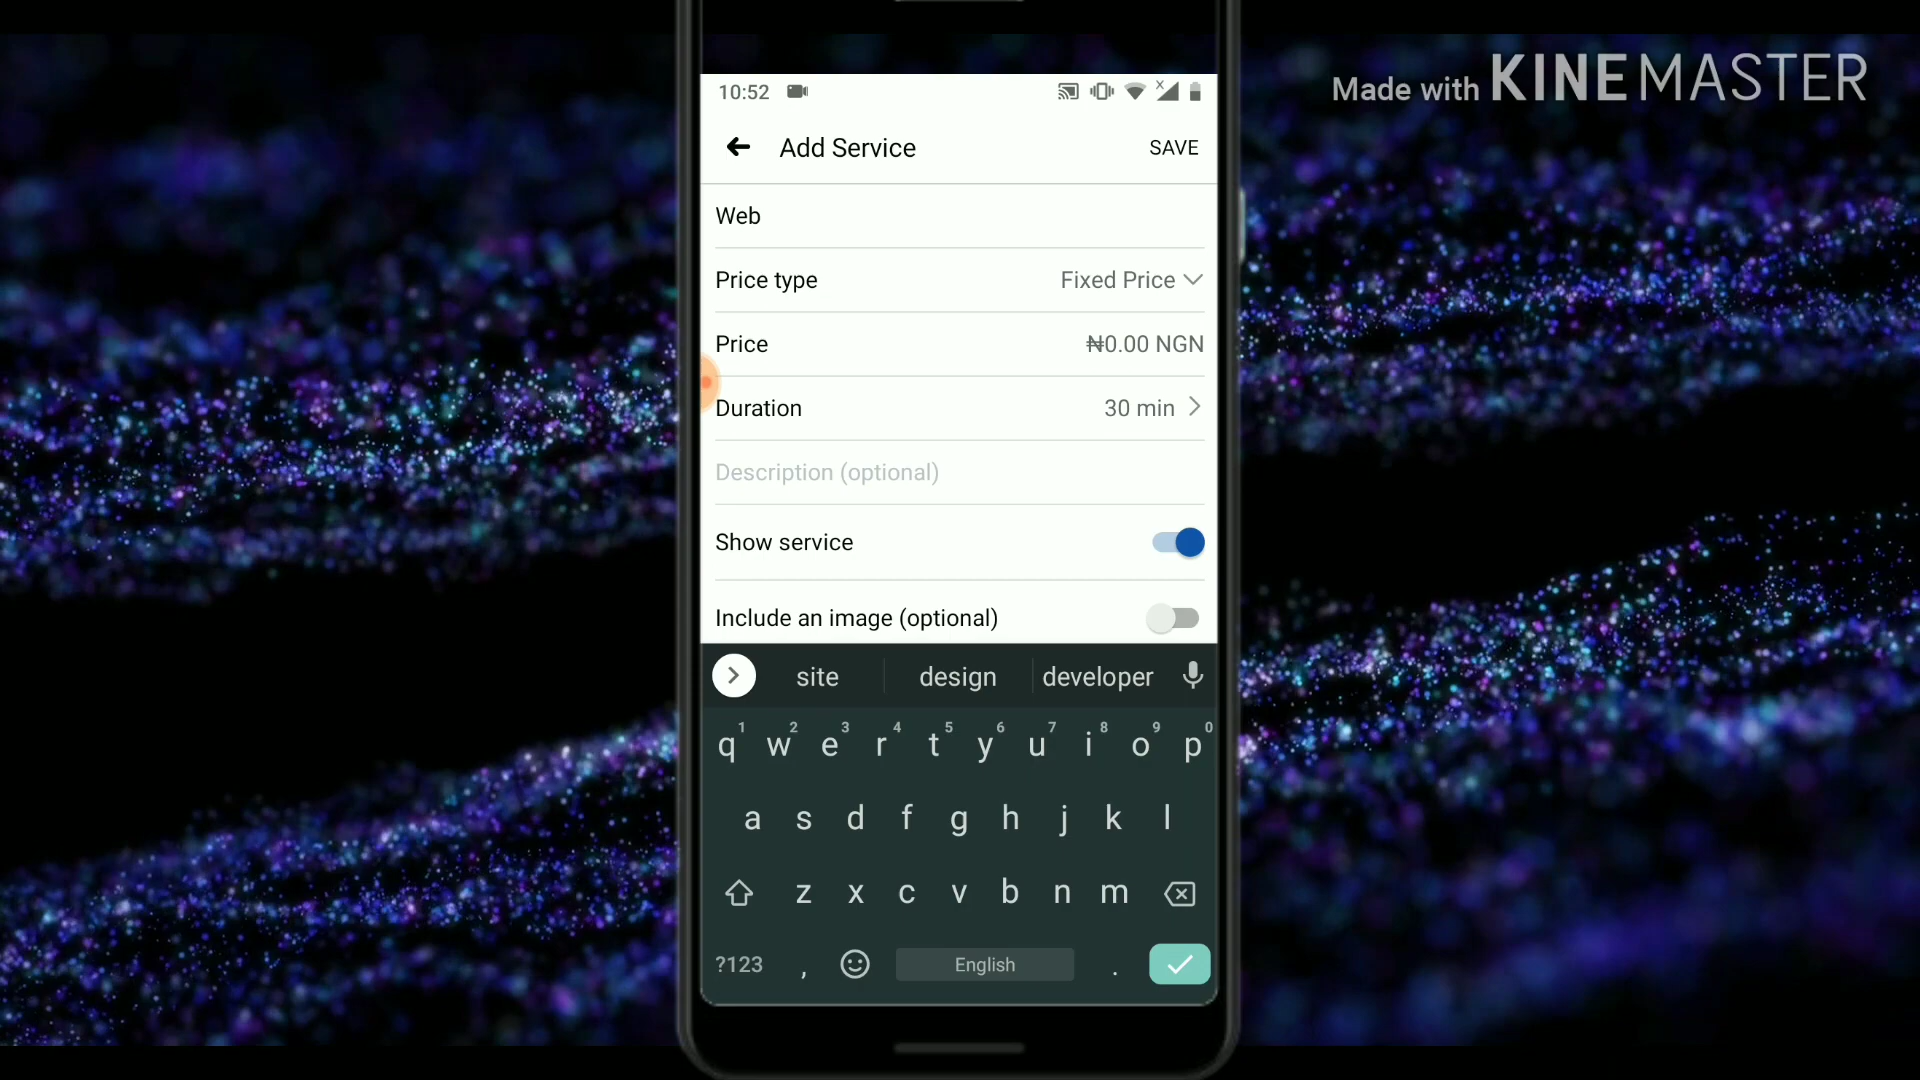 Made with KINEMASTER
10:52
Add Service SAVE
Web
Price type Fixed Price
Price ₦0.00 NGN
Duration 30 min
Description (optional)
Show service
Include an image (optional)
site design developer
1 2 3 4 5 6 7 8 9 0
q w e r t y u i o p
a s d f g h j k l
z x c v b n m
?123 , English .